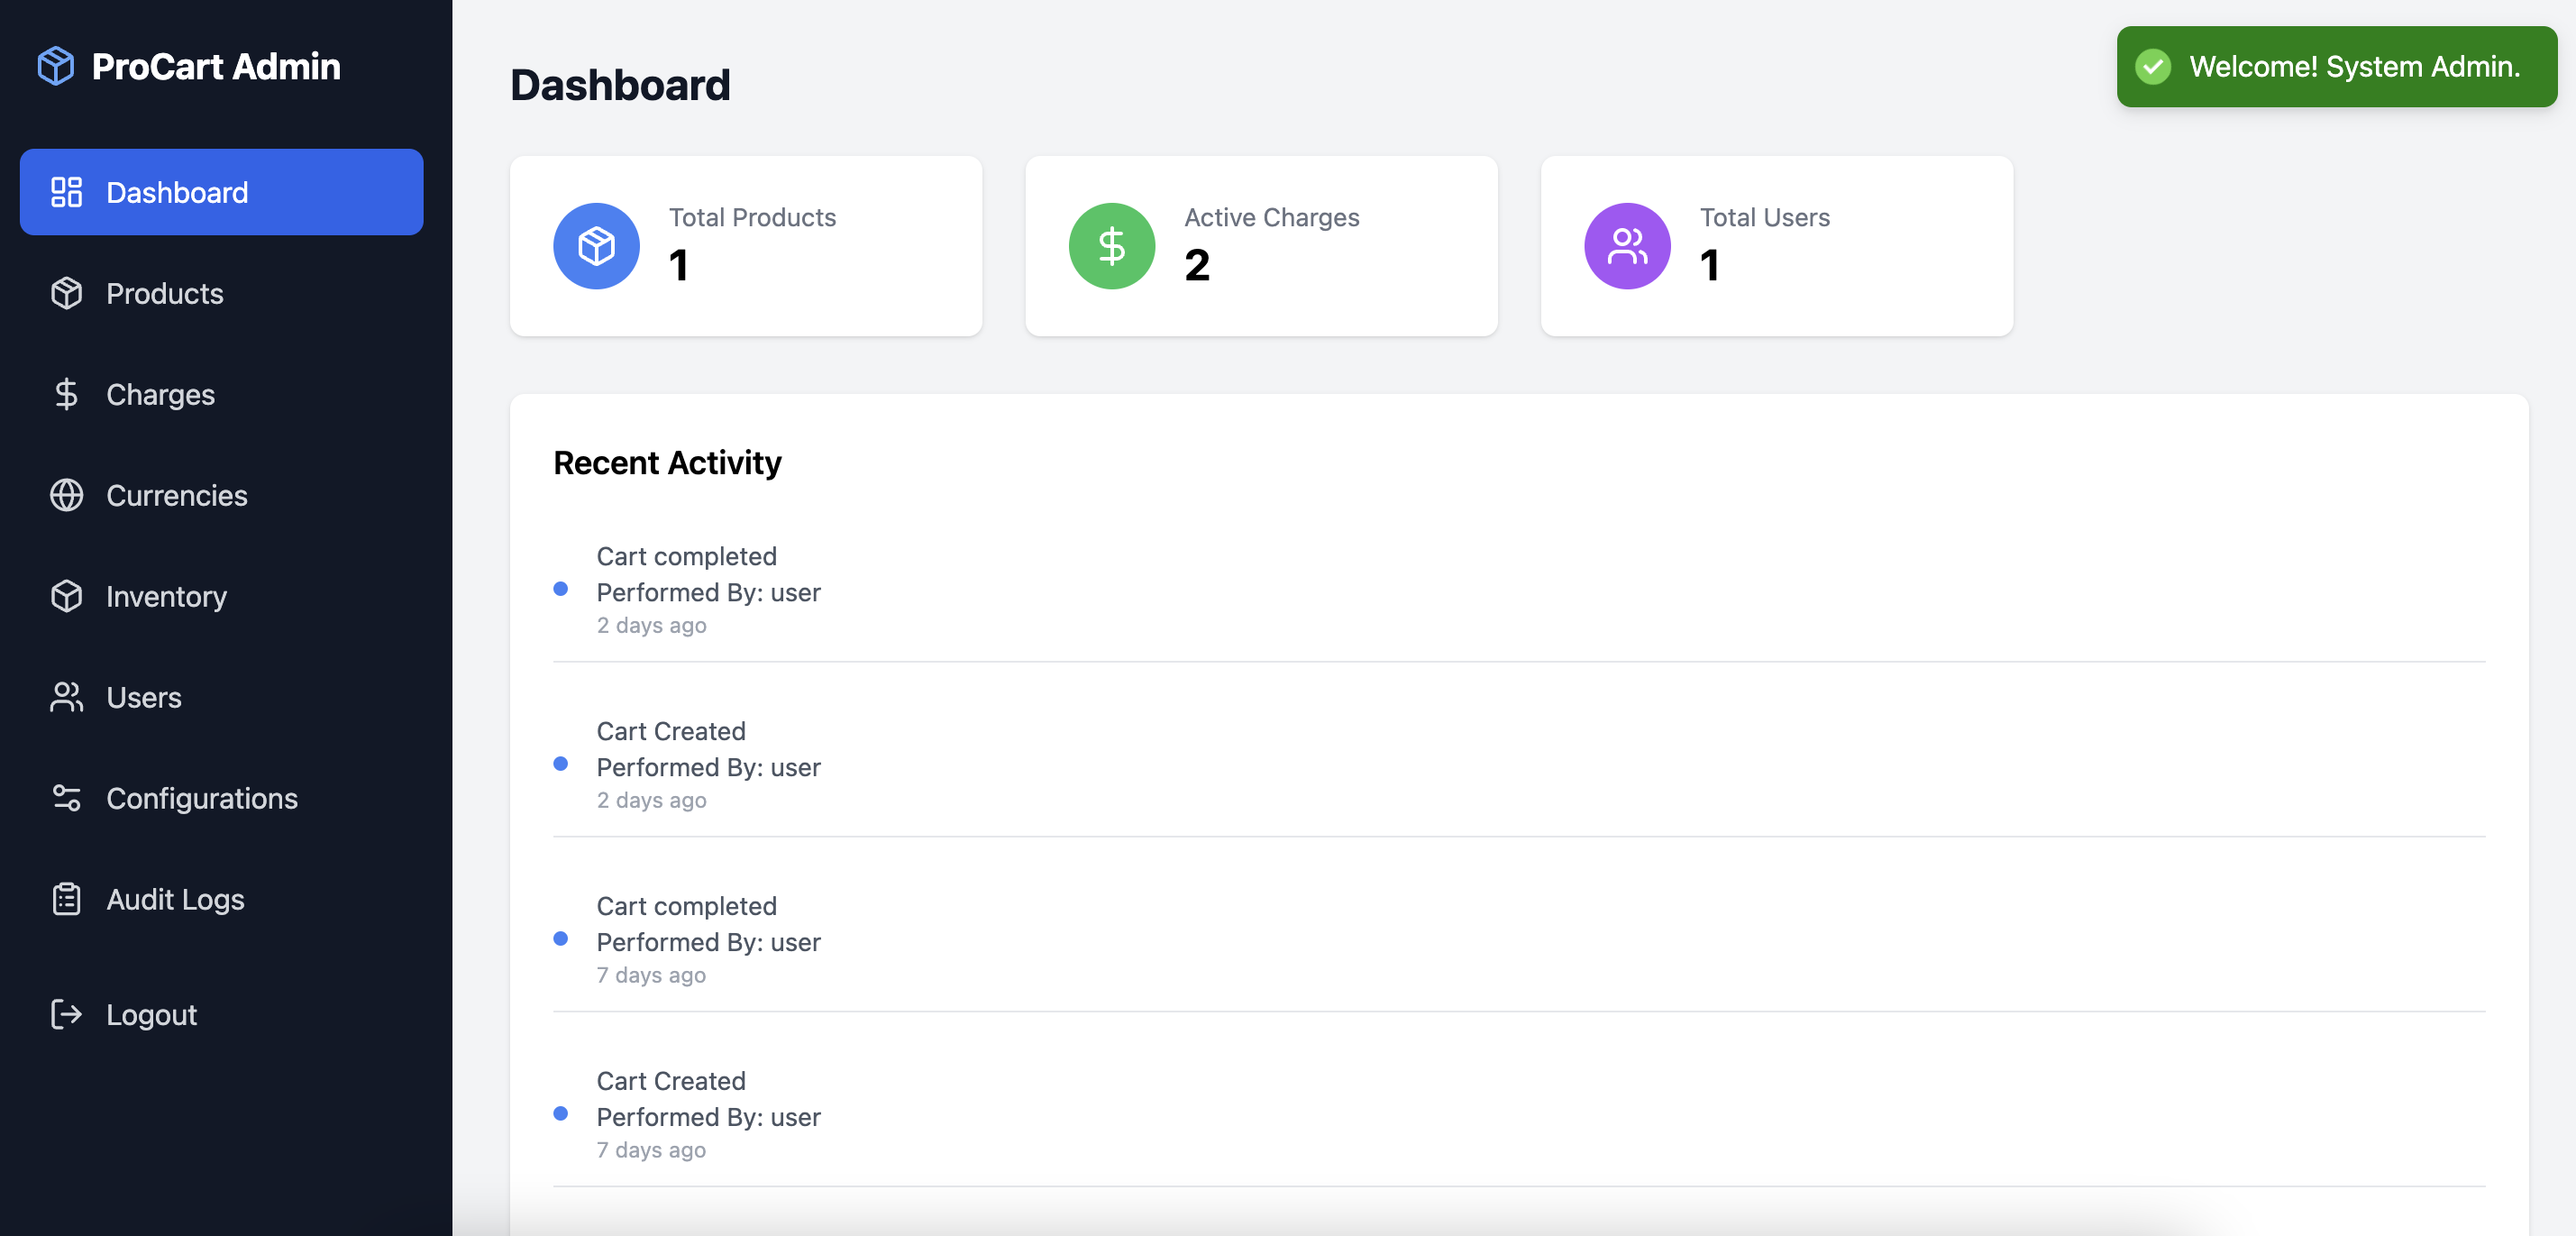 ProCart Admin
Dashboard
Products
Charges
Currencies
Inventory
Users
Configurations
Audit Logs
Logout
Dashboard
Welcome! System Admin.
Total Products
1
Active Charges
2
Total Users
1
Recent Activity
Cart completed
Performed By: user
2 days ago
Cart Created
Performed By: user
2 days ago
Cart completed
Performed By: user
7 days ago
Cart Created
Performed By: user
7 days ago